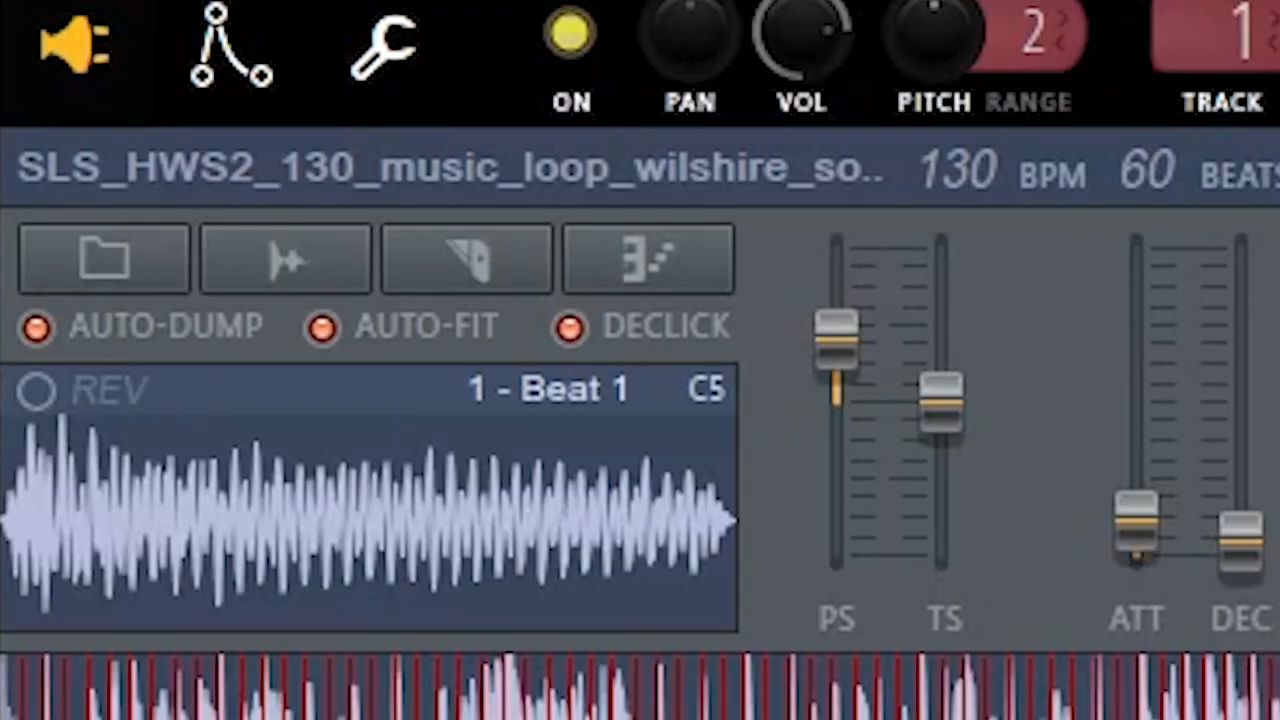 2 1
ON PAN VOL PITCH RANGE TRACK
SLS_HWS2_130_music_loop_wilshire_so.. 130 BPM 60 BEATS
AUTO-DUMP AUTO-FIT DECLICK
REV 1 - Beat 1 C5
PS TS ATT DEC